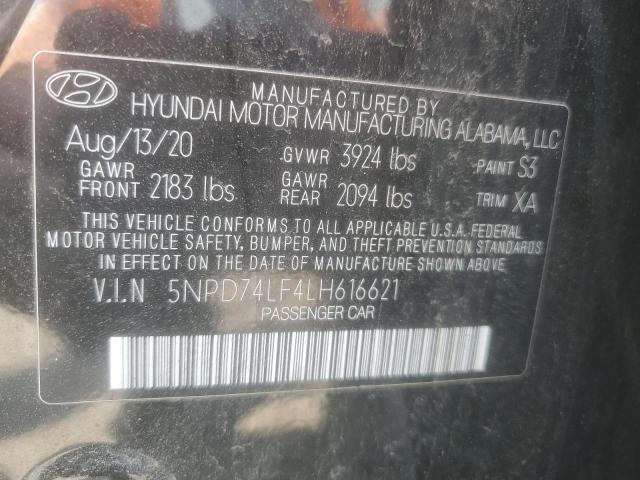 MANUFACTURED BY
HYUNDAI MOTOR MANUFACTURING ALABAMA, LLC
Aug/13/20 GVWR 3924 lbs PAINT S3
GAWR FRONT 2183 lbs GAWR REAR 2094 lbs TRIM XA
THIS VEHICLE CONFORMS TO ALL APPLICABLE U.S.A. FEDERAL
MOTOR VEHICLE SAFETY, BUMPER, AND THEFT PREVENTION STANDARDS
IN EFFECT ON THE DATE OF MANUFACTURE SHOWN ABOVE.
V.I.N 5NPD74LF4LH616621
PASSENGER CAR